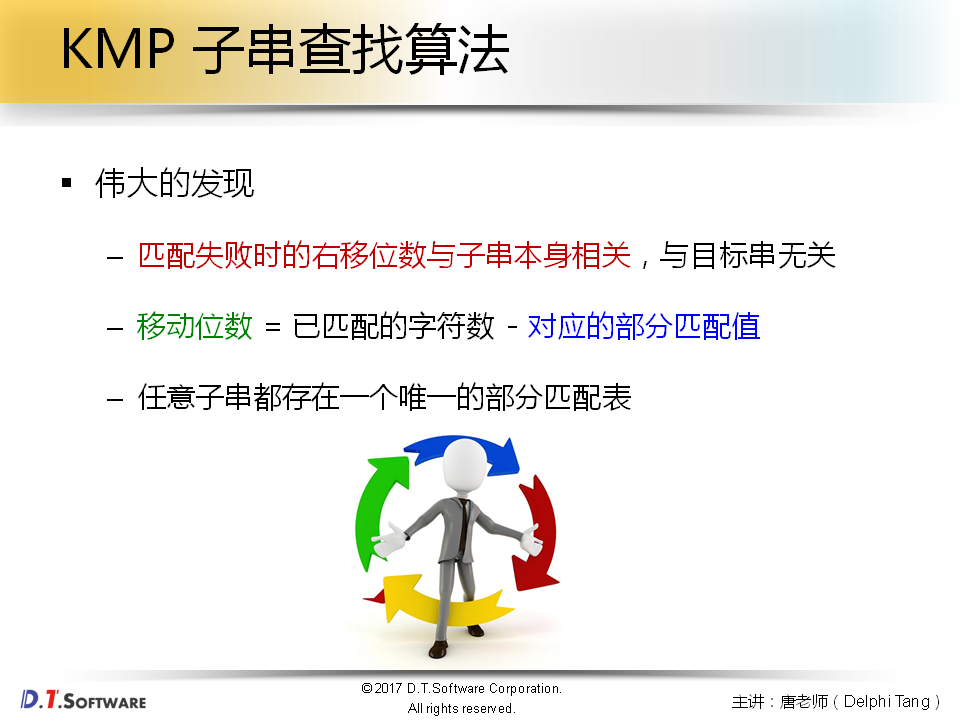 KMP 子串查找算法
▪ 伟大的发现
– 匹配失败时的右移位数与子串本身相关，与目标串无关
– 移动位数 = 已匹配的字符数 - 对应的部分匹配值
– 任意子串都存在一个唯一的部分匹配表
D.T.SOFTWARE
©2017 D.T.Software Corporation.
All rights reserved.
主讲：唐老师（Delphi Tang）